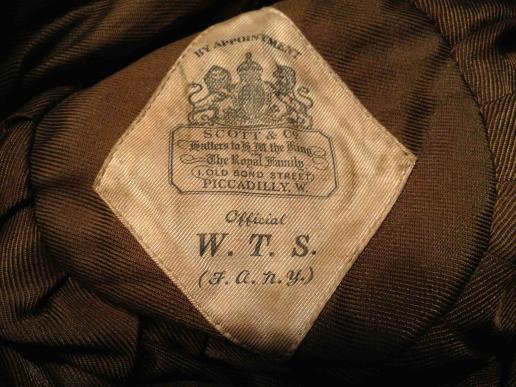 BY APPOINTMENT
SCOTT & Co
Hatters to H.M. the King
The Royal Family
1, OLD BOND STREET
PICCADILLY, W.
Official
W. T. S.
(F. A. N. Y.)